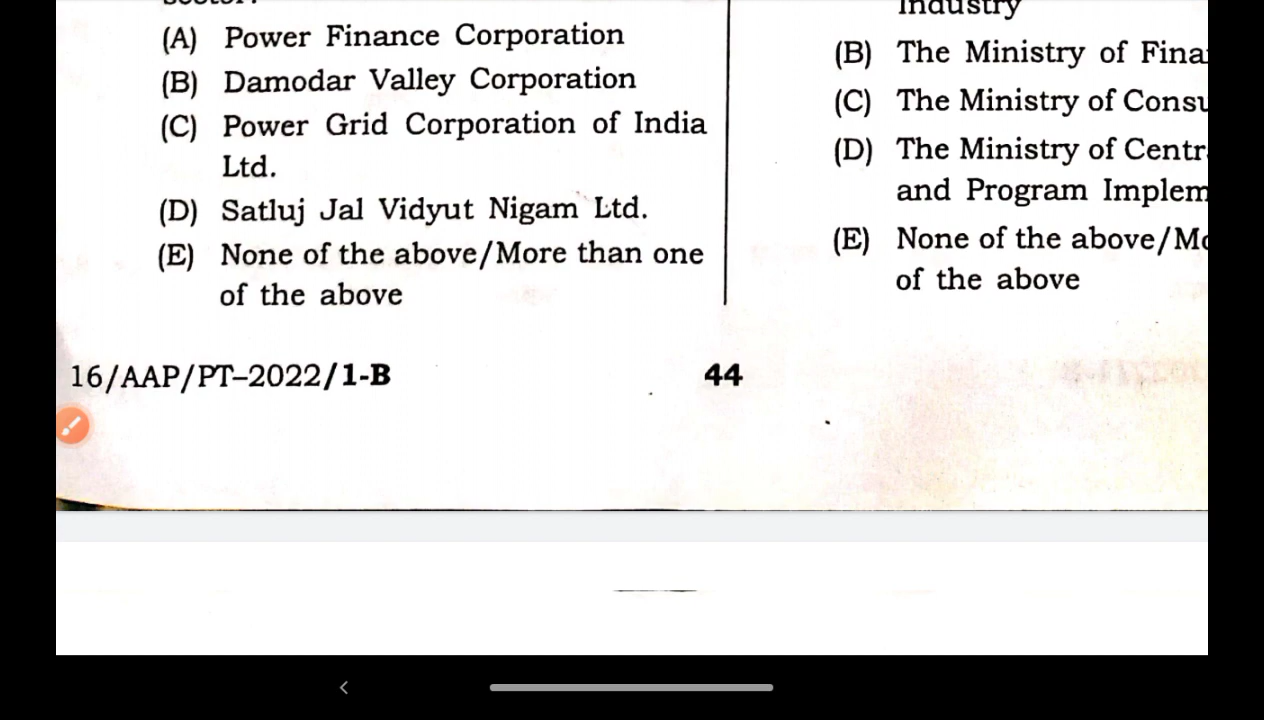 (A) Power Finance Corporation
(B) Damodar Valley Corporation
(C) Power Grid Corporation of India
Ltd.
(D) Satluj Jal Vidyut Nigam Ltd.
(E) None of the above/More than one
of the above
Industry
(B) The Ministry of Fina
(C) The Ministry of Consu
(D) The Ministry of Centr
and Program Implem
(E) None of the above/Mo
of the above
16/AAP/PT–2022/1-B
44